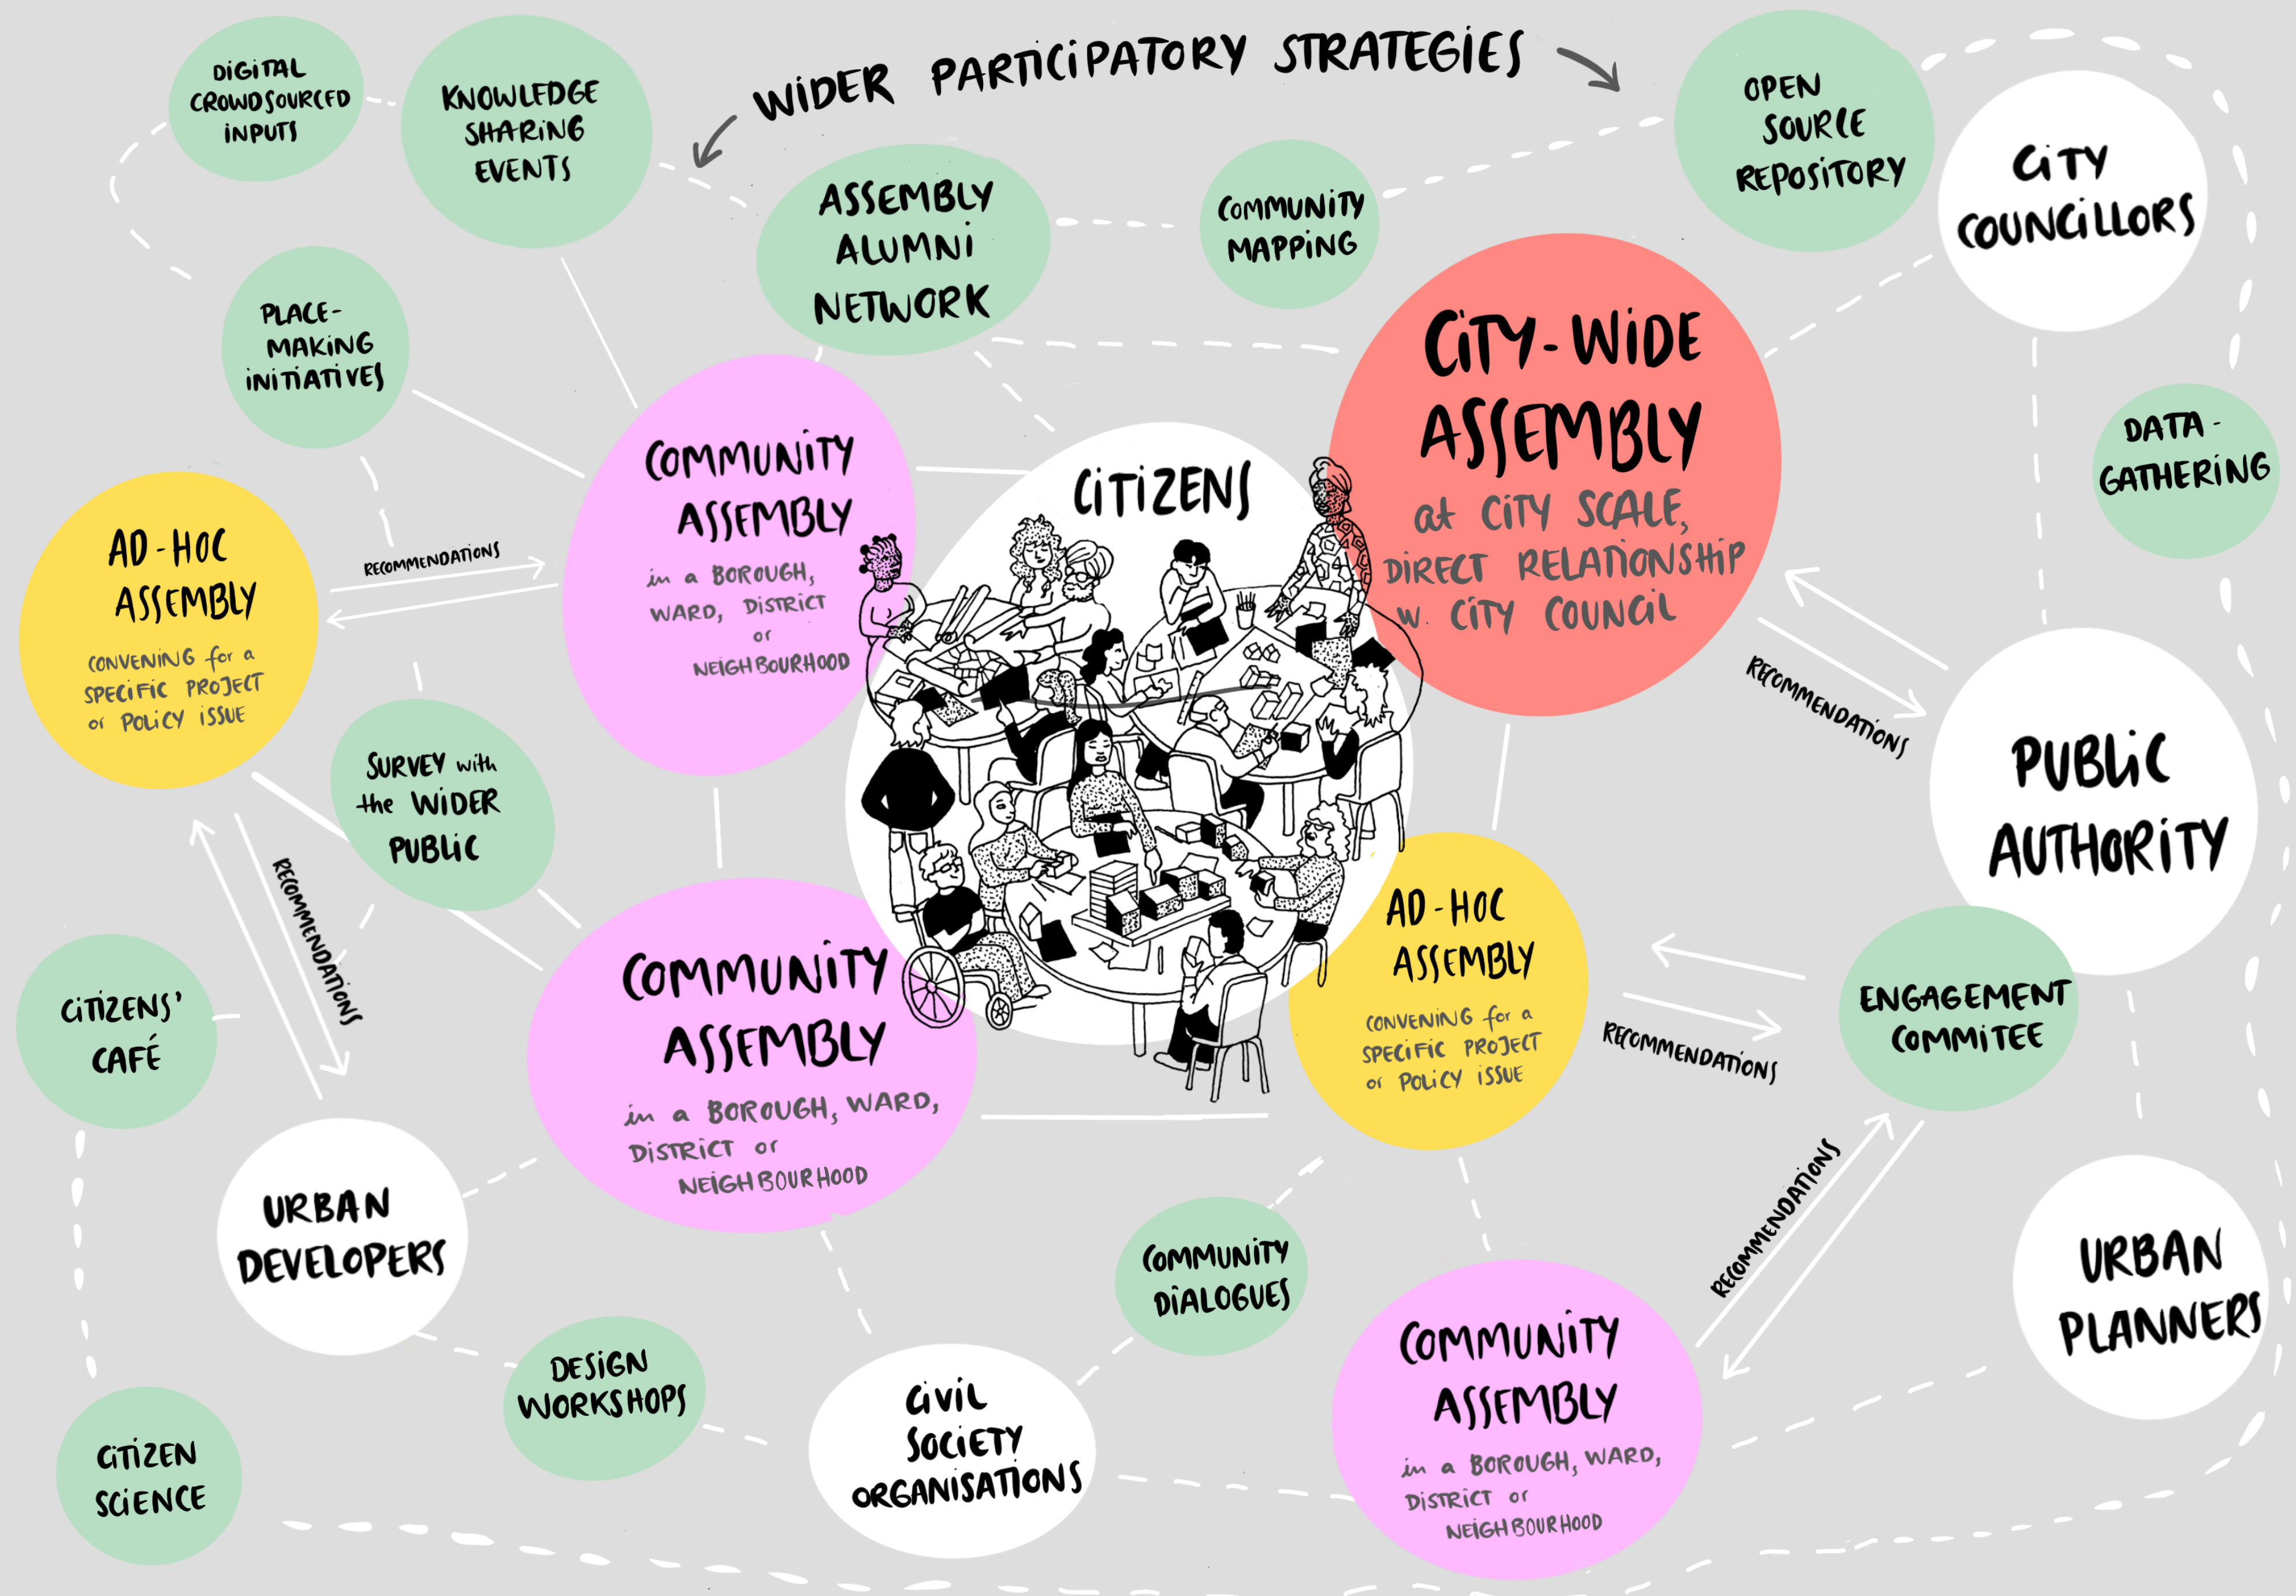 WIDER PARTICIPATORY STRATEGIES
DIGITAL
CROWDSOURCED
INPUTS
KNOWLEDGE
SHARING
EVENTS
ASSEMBLY
ALUMNI
NETWORK
COMMUNITY
MAPPING
OPEN
SOURCE
REPOSITORY
CITY
COUNCILLORS
PLACE-
MAKING
INITIATIVES
CITY-WIDE
ASSEMBLY
at CITY SCALE,
DIRECT RELATIONSHIP
W. CITY COUNCIL
DATA-
GATHERING
COMMUNITY
ASSEMBLY
in a BOROUGH,
WARD, DISTRICT
or
NEIGHBOURHOOD
CITIZENS
AD-HOC
ASSEMBLY
CONVENING for a
SPECIFIC PROJECT
or POLICY ISSUE
RECOMMENDATIONS
RECOMMENDATIONS
PUBLIC
AUTHORITY
SURVEY with
the WIDER
PUBLIC
RECOMMENDATIONS
COMMUNITY
ASSEMBLY
in a BOROUGH, WARD,
DISTRICT or
NEIGHBOURHOOD
AD-HOC
ASSEMBLY
CONVENING for a
SPECIFIC PROJECT
or POLICY ISSUE
RECOMMENDATIONS
ENGAGEMENT
COMMITEE
CITIZENS'
CAFÉ
URBAN
DEVELOPERS
COMMUNITY
DIALOGUES
RECOMMENDATIONS
URBAN
PLANNERS
DESIGN
WORKSHOPS
CIVIL
SOCIETY
ORGANISATIONS
COMMUNITY
ASSEMBLY
in a BOROUGH, WARD,
DISTRICT or
NEIGHBOURHOOD
CITIZEN
SCIENCE